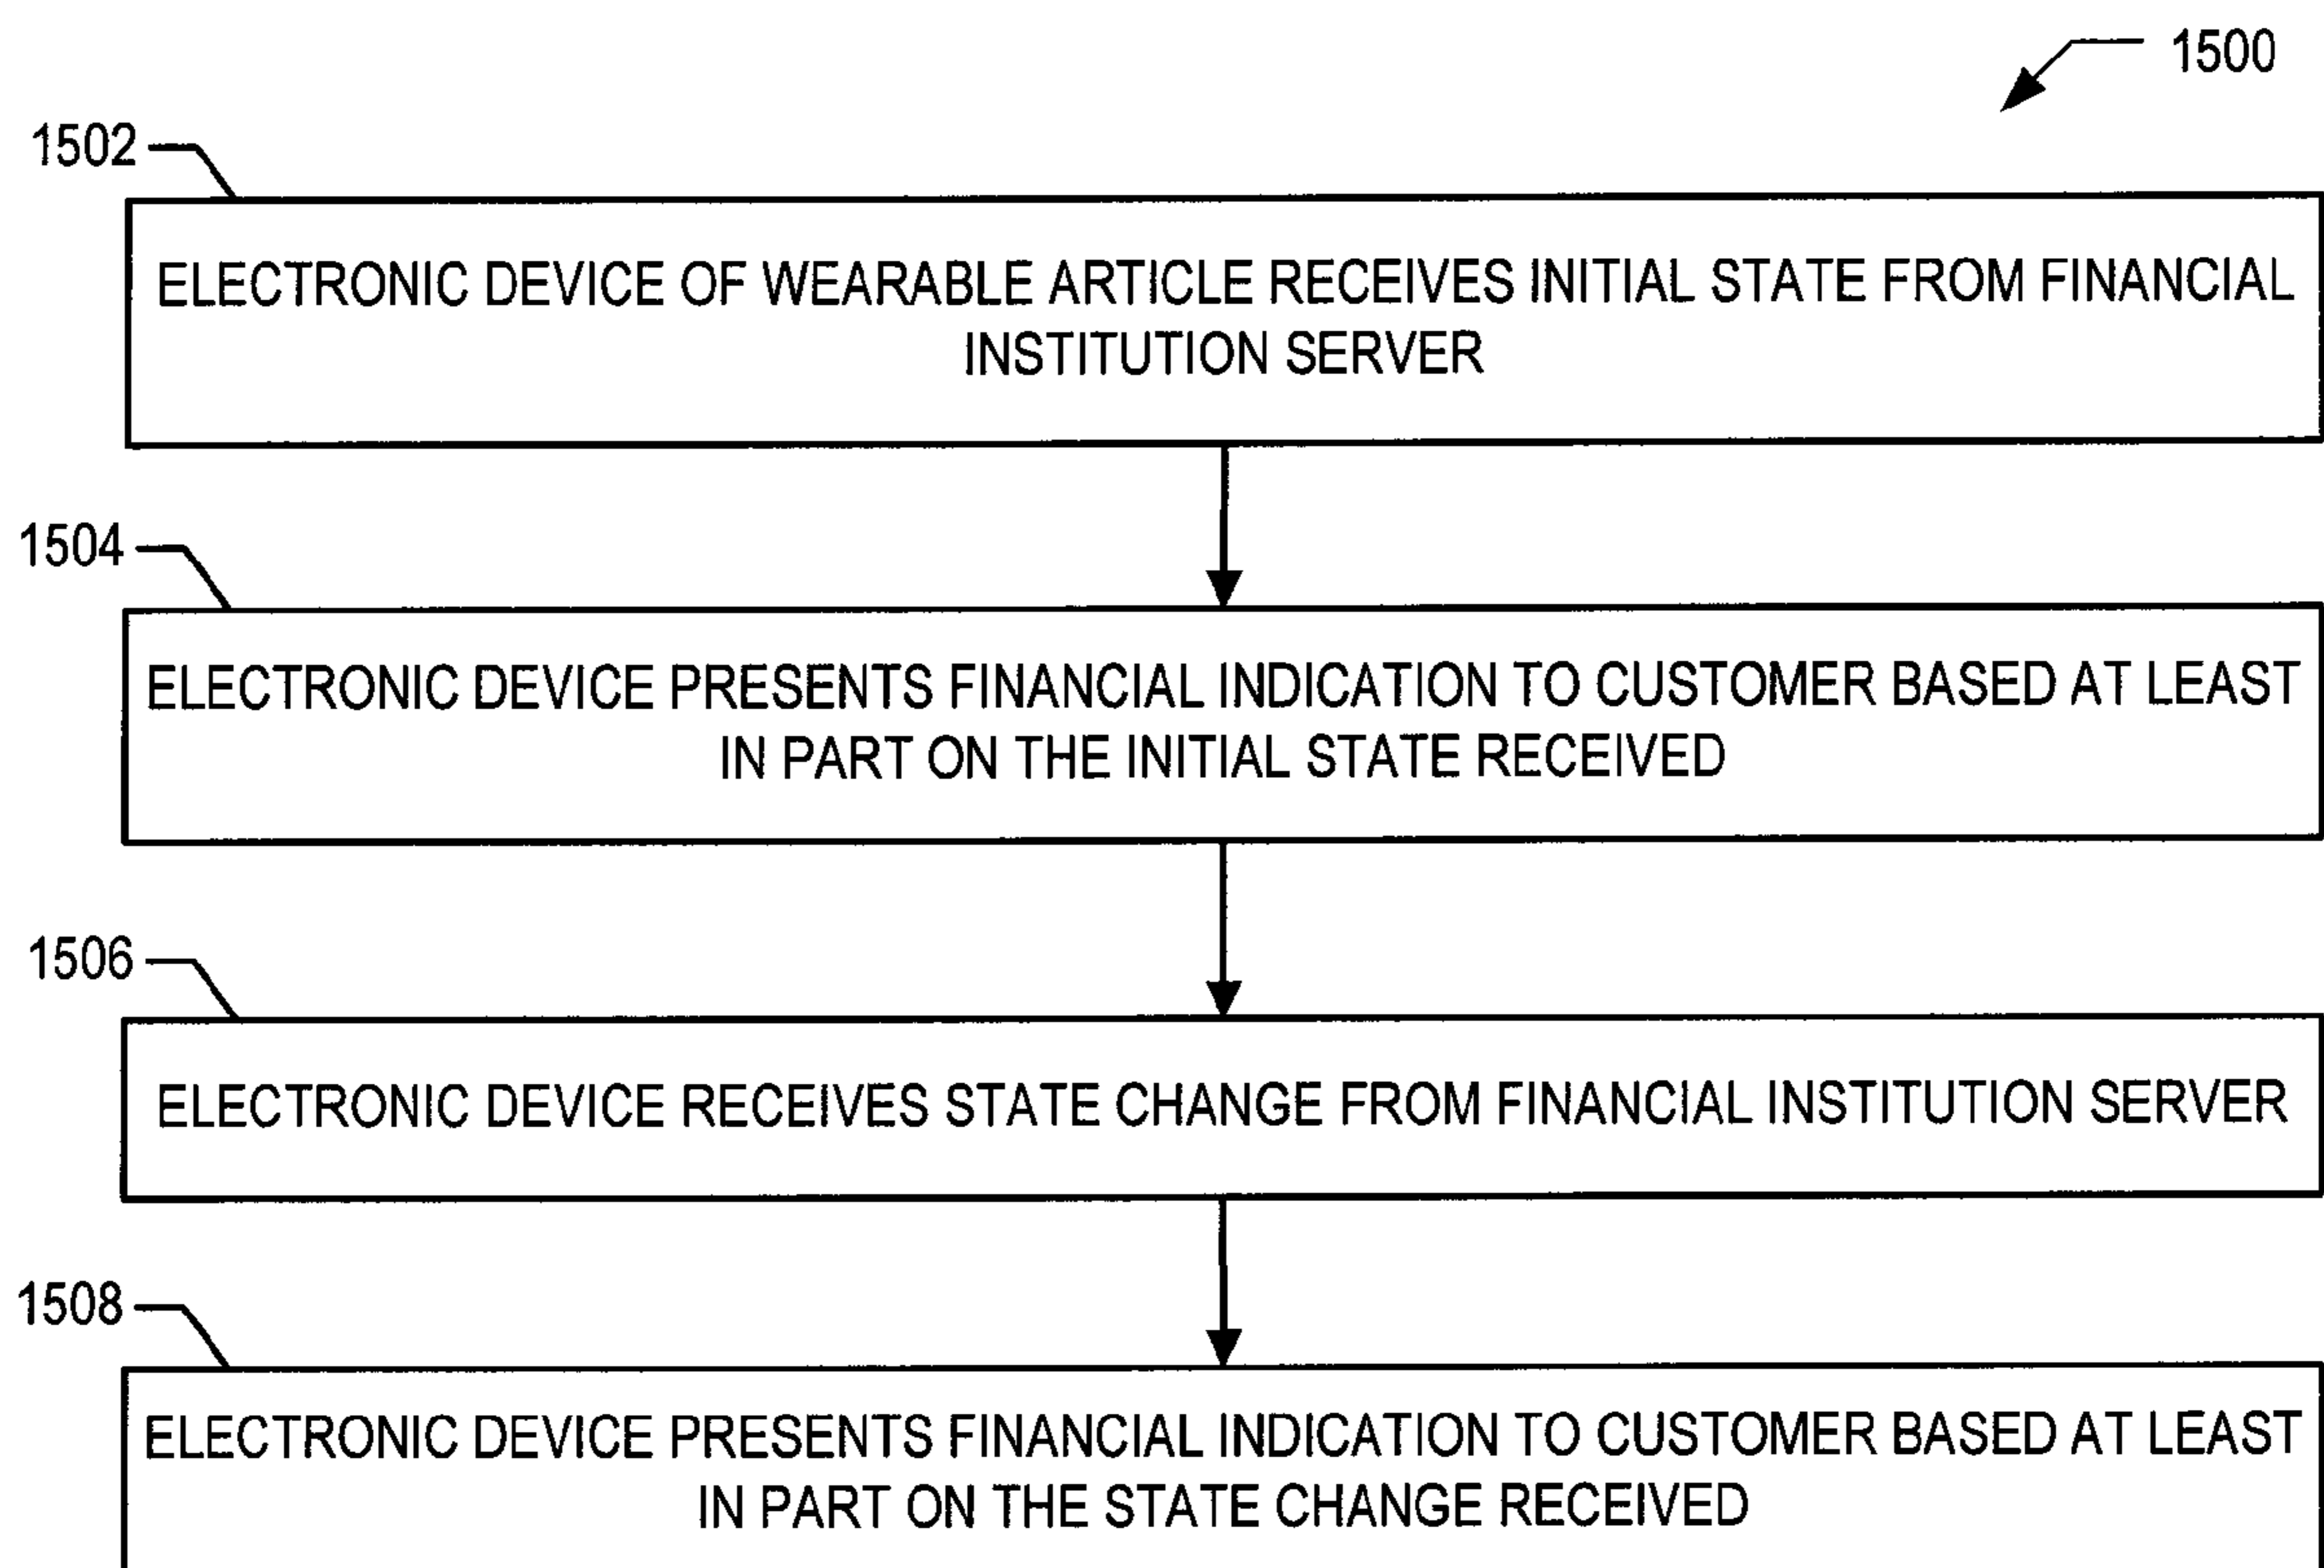 1500
1502
ELECTRONIC DEVICE OF WEARABLE ARTICLE RECEIVES INITIAL STATE FROM FINANCIAL
INSTITUTION SERVER
1504
ELECTRONIC DEVICE PRESENTS FINANCIAL INDICATION TO CUSTOMER BASED AT LEAST
IN PART ON THE INITIAL STATE RECEIVED
1506
ELECTRONIC DEVICE RECEIVES STATE CHANGE FROM FINANCIAL INSTITUTION SERVER
1508
ELECTRONIC DEVICE PRESENTS FINANCIAL INDICATION TO CUSTOMER BASED AT LEAST
IN PART ON THE STATE CHANGE RECEIVED